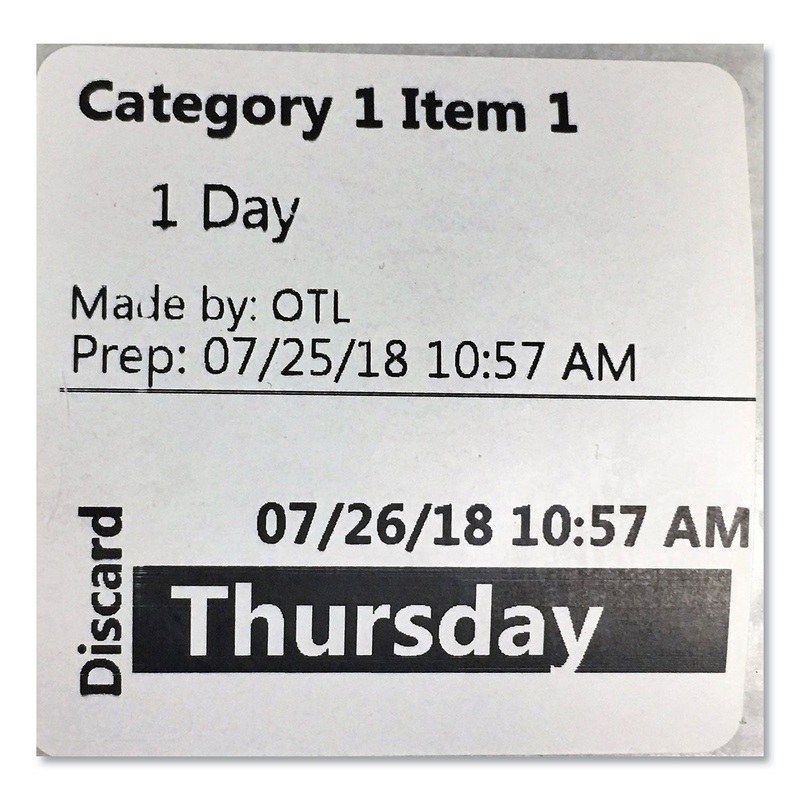 Category 1 Item 1
1 Day
Made by: OTL
Prep: 07/25/18 10:57 AM
Discard
07/26/18 10:57 AM
Thursday